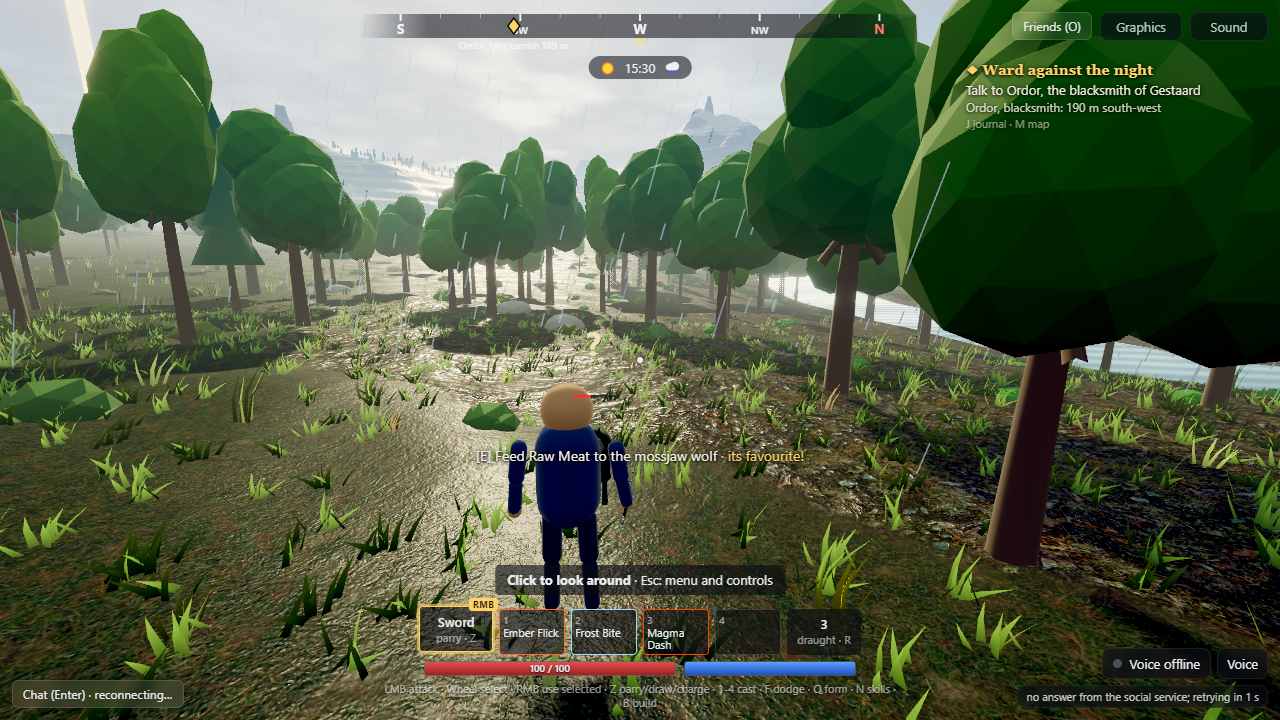 S
W
NW
N
Ordor, blacksmith 189 m
15:30
Friends (O)
Graphics
Sound
Ward against the night
Talk to Ordor, the blacksmith of Gestaard
Ordor, blacksmith: 190 m south-west
J journal · M map
[E] Feed Raw Meat to the mossjaw wolf · its favourite!
Click to look around · Esc: menu and controls
RMB
Sword
parry · Z
1
Ember Flick
2
Frost Bite
3
Magma Dash
4
3
draught · R
100 / 100
LMB attack · Wheel select · RMB use selected · Z parry/draw/charge · 1-4 cast · F dodge · Q form · N skills ·
B build
Chat (Enter) · reconnecting...
Voice offline
Voice
no answer from the social service; retrying in 1 s